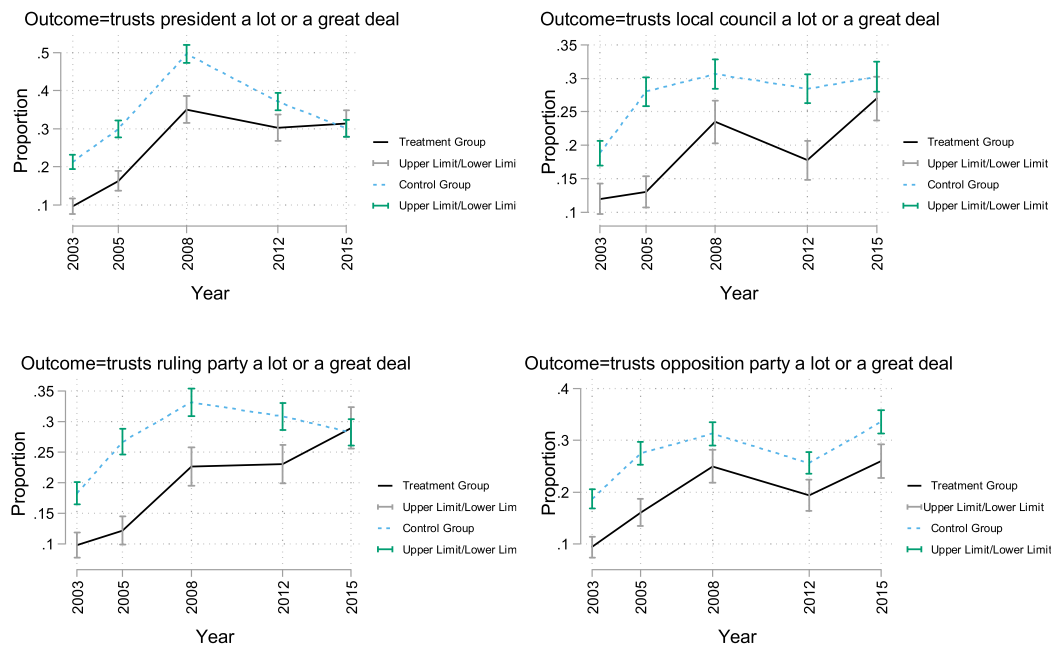 Outcome=trusts president a lot or a great deal
Proportion
.5
.4
.3
.2
.1
2003
2005
2008
2012
2015
Year
Treatment Group
Upper Limit/Lower Limi
Control Group
Upper Limit/Lower Limi
Outcome=trusts local council a lot or a great deal
Proportion
.35
.3
.25
.2
.15
.1
2003
2005
2008
2012
2015
Year
Treatment Group
Upper Limit/Lower Limit
Control Group
Upper Limit/Lower Limit
Outcome=trusts ruling party a lot or a great deal
Proportion
.35
.3
.25
.2
.15
.1
2003
2005
2008
2012
2015
Year
Treatment Group
Upper Limit/Lower Lim
Control Group
Upper Limit/Lower Lim
Outcome=trusts opposition party a lot or a great deal
Proportion
.4
.3
.2
.1
2003
2005
2008
2012
2015
Year
Treatment Group
Upper Limit/Lower Limit
Control Group
Upper Limit/Lower Limit